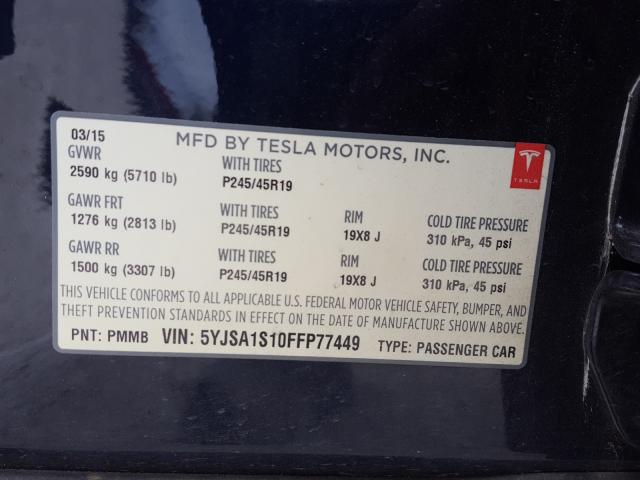 03/15
MFD BY TESLA MOTORS, INC.
GVWR WITH TIRES
2590 kg (5710 lb) P245/45R19
TESLA
GAWR FRT WITH TIRES RIM COLD TIRE PRESSURE
1276 kg (2813 lb) P245/45R19 19X8 J 310 kPa, 45 psi
GAWR RR WITH TIRES RIM COLD TIRE PRESSURE
1500 kg (3307 lb) P245/45R19 19X8 J 310 kPa, 45 psi
THIS VEHICLE CONFORMS TO ALL APPLICABLE U.S. FEDERAL MOTOR VEHICLE SAFETY, BUMPER, AND
THEFT PREVENTION STANDARDS IN EFFECT ON THE DATE OF MANUFACTURE SHOWN ABOVE.
PNT: PMMB VIN: 5YJSA1S10FFP77449 TYPE: PASSENGER CAR